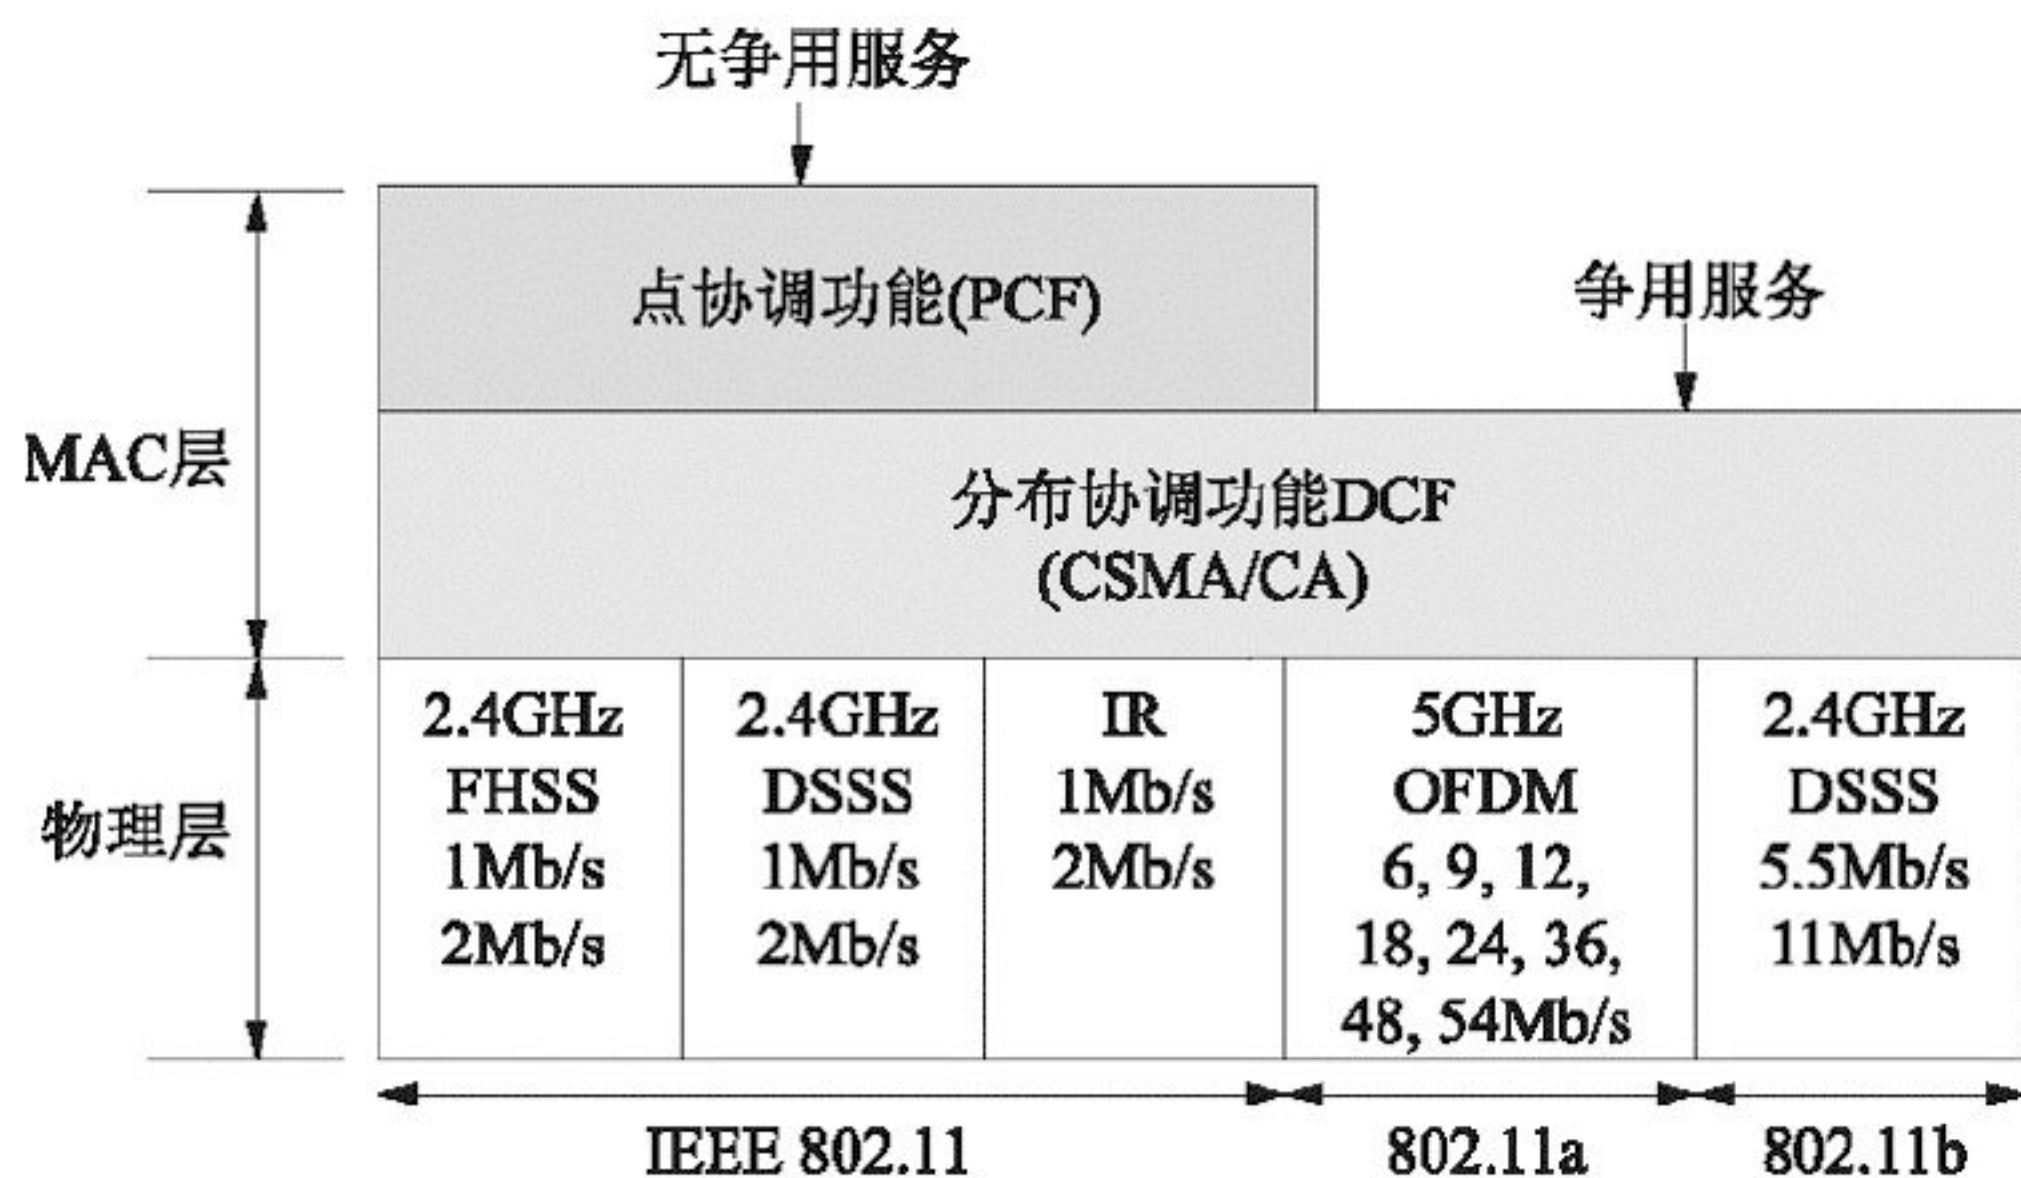 无争用服务
点协调功能(PCF)
争用服务
MAC层
分布协调功能DCF
(CSMA/CA)
物理层
2.4GHz
FHSS
1Mb/s
2Mb/s
2.4GHz
DSSS
1Mb/s
2Mb/s
IR
1Mb/s
2Mb/s
5GHz
OFDM
6, 9, 12,
18, 24, 36,
48, 54Mb/s
2.4GHz
DSSS
5.5Mb/s
11Mb/s
IEEE 802.11
802.11a
802.11b